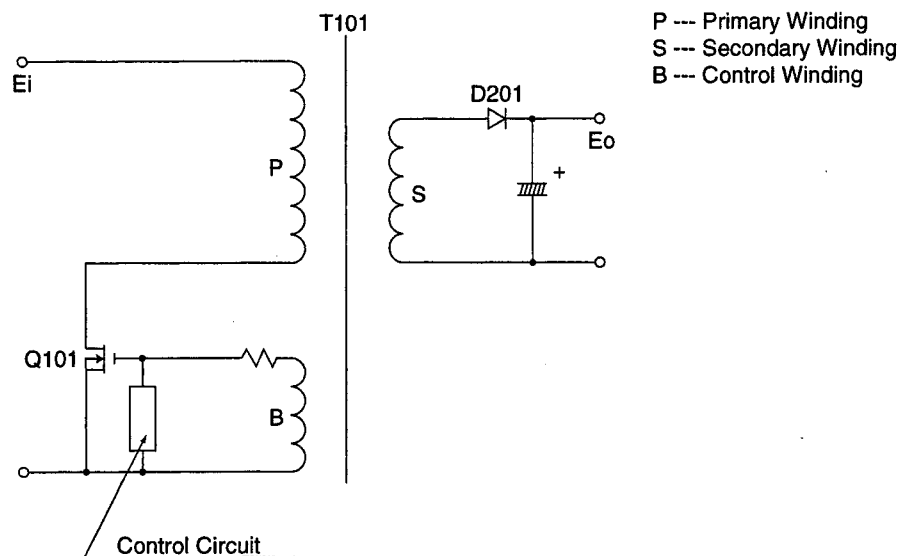 T101
P --- Primary Winding
S --- Secondary Winding
B --- Control Winding
Ei
D201
Eo
P
S
+
Q101
B
Control Circuit